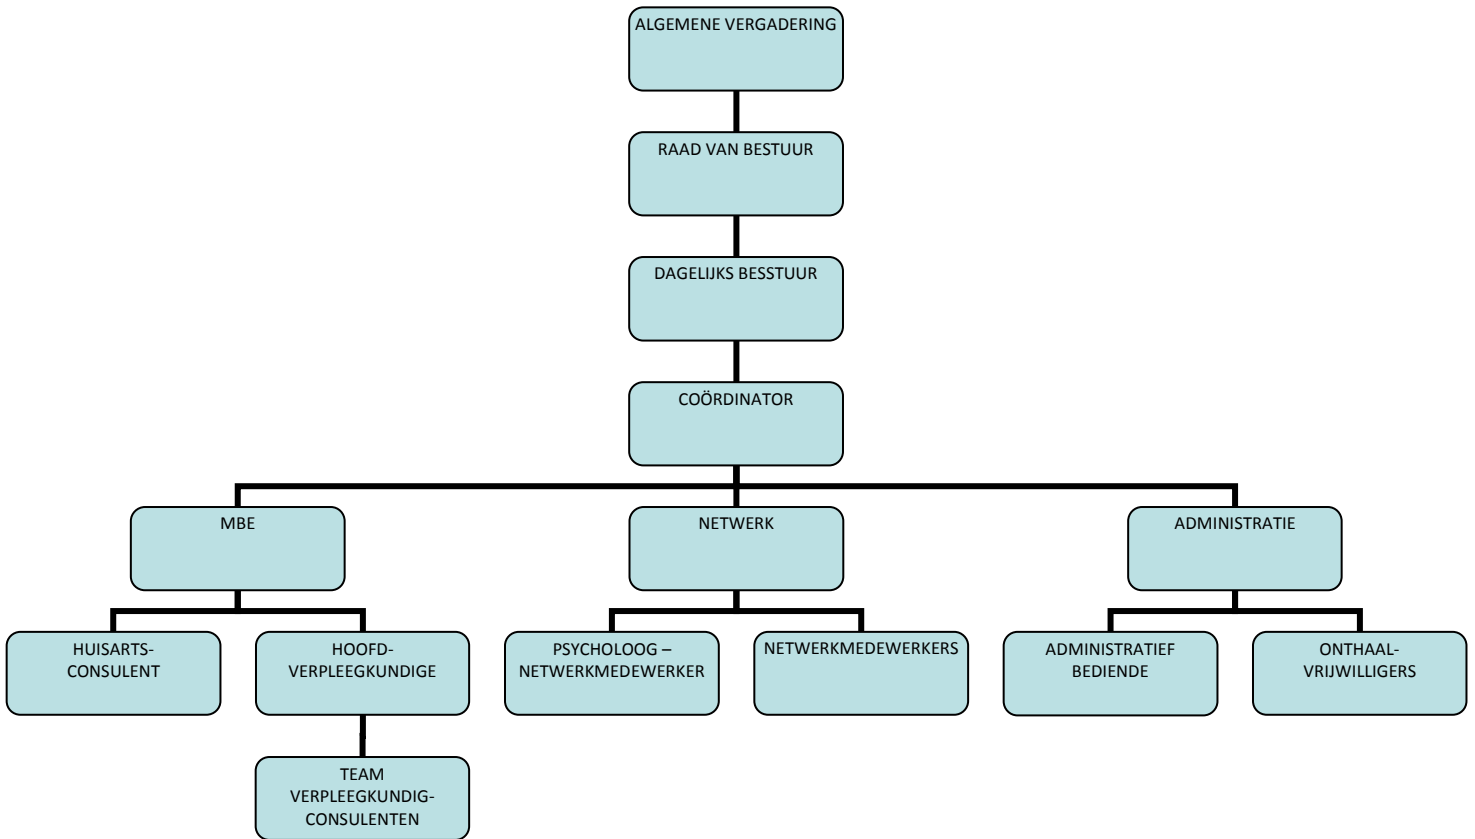 ALGEMENE VERGADERING
RAAD VAN BESTUUR
DAGELIJKS BESSTUUR
COÖRDINATOR
MBE
NETWERK
ADMINISTRATIE
HUISARTS-
CONSULENT
HOOFD-
VERPLEEGKUNDIGE
PSYCHOLOOG –
NETWERKMEDEWERKER
NETWERKMEDEWERKERS
ADMINISTRATIEF
BEDIENDE
ONTHAAL-
VRIJWILLIGERS
TEAM
VERPLEEGKUNDIG-
CONSULENTEN